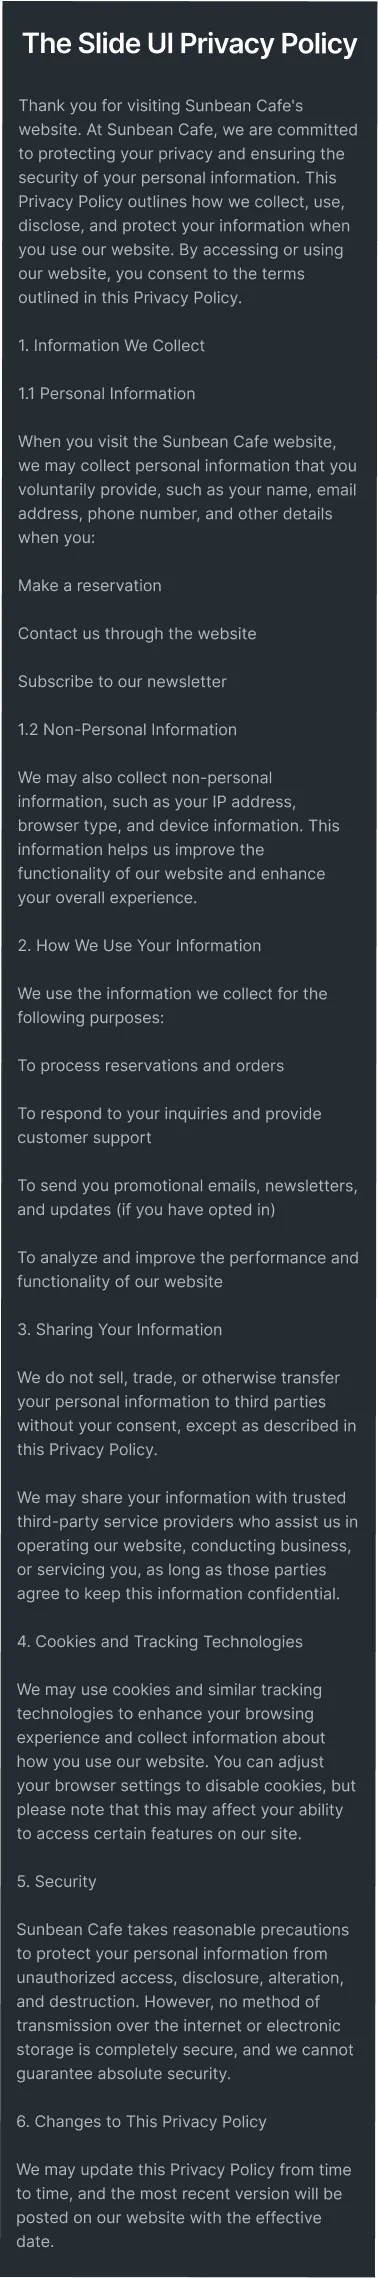 The Slide UI Privacy Policy
Thank you for visiting Sunbean Cafe's
website. At Sunbean Cafe, we are committed
to protecting your privacy and ensuring the
security of your personal information. This
Privacy Policy outlines how we collect, use,
disclose, and protect your information when
you use our website. By accessing or using
our website, you consent to the terms
outlined in this Privacy Policy.
1. Information We Collect
1.1 Personal Information
When you visit the Sunbean Cafe website,
we may collect personal information that you
voluntarily provide, such as your name, email
address, phone number, and other details
when you:
Make a reservation
Contact us through the website
Subscribe to our newsletter
1.2 Non-Personal Information
We may also collect non-personal
information, such as your IP address,
browser type, and device information. This
information helps us improve the
functionality of our website and enhance
your overall experience.
2. How We Use Your Information
We use the information we collect for the
following purposes:
To process reservations and orders
To respond to your inquiries and provide
customer support
To send you promotional emails, newsletters,
and updates (if you have opted in)
To analyze and improve the performance and
functionality of our website
3. Sharing Your Information
We do not sell, trade, or otherwise transfer
your personal information to third parties
without your consent, except as described in
this Privacy Policy.
We may share your information with trusted
third-party service providers who assist us in
operating our website, conducting business,
or servicing you, as long as those parties
agree to keep this information confidential.
4. Cookies and Tracking Technologies
We may use cookies and similar tracking
technologies to enhance your browsing
experience and collect information about
how you use our website. You can adjust
your browser settings to disable cookies, but
please note that this may affect your ability
to access certain features on our site.
5. Security
Sunbean Cafe takes reasonable precautions
to protect your personal information from
unauthorized access, disclosure, alteration,
and destruction. However, no method of
transmission over the internet or electronic
storage is completely secure, and we cannot
guarantee absolute security.
6. Changes to This Privacy Policy
We may update this Privacy Policy from time
to time, and the most recent version will be
posted on our website with the effective
date.